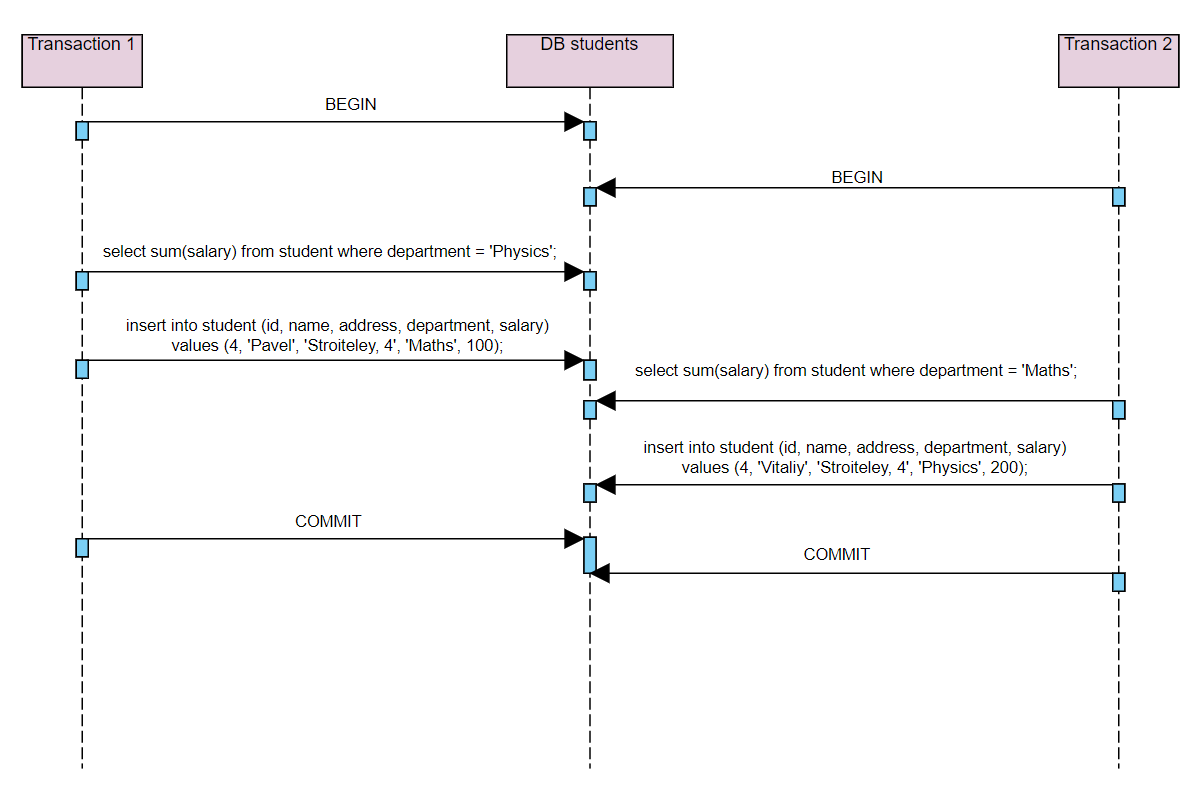 Transaction 1
DB students
Transaction 2
BEGIN
BEGIN
select sum(salary) from student where department = 'Physics';
insert into student (id, name, address, department, salary)
values (4, 'Pavel', 'Stroiteley, 4', 'Maths', 100);
select sum(salary) from student where department = 'Maths';
insert into student (id, name, address, department, salary)
values (4, 'Vitaliy', 'Stroiteley, 4', 'Physics', 200);
COMMIT
COMMIT